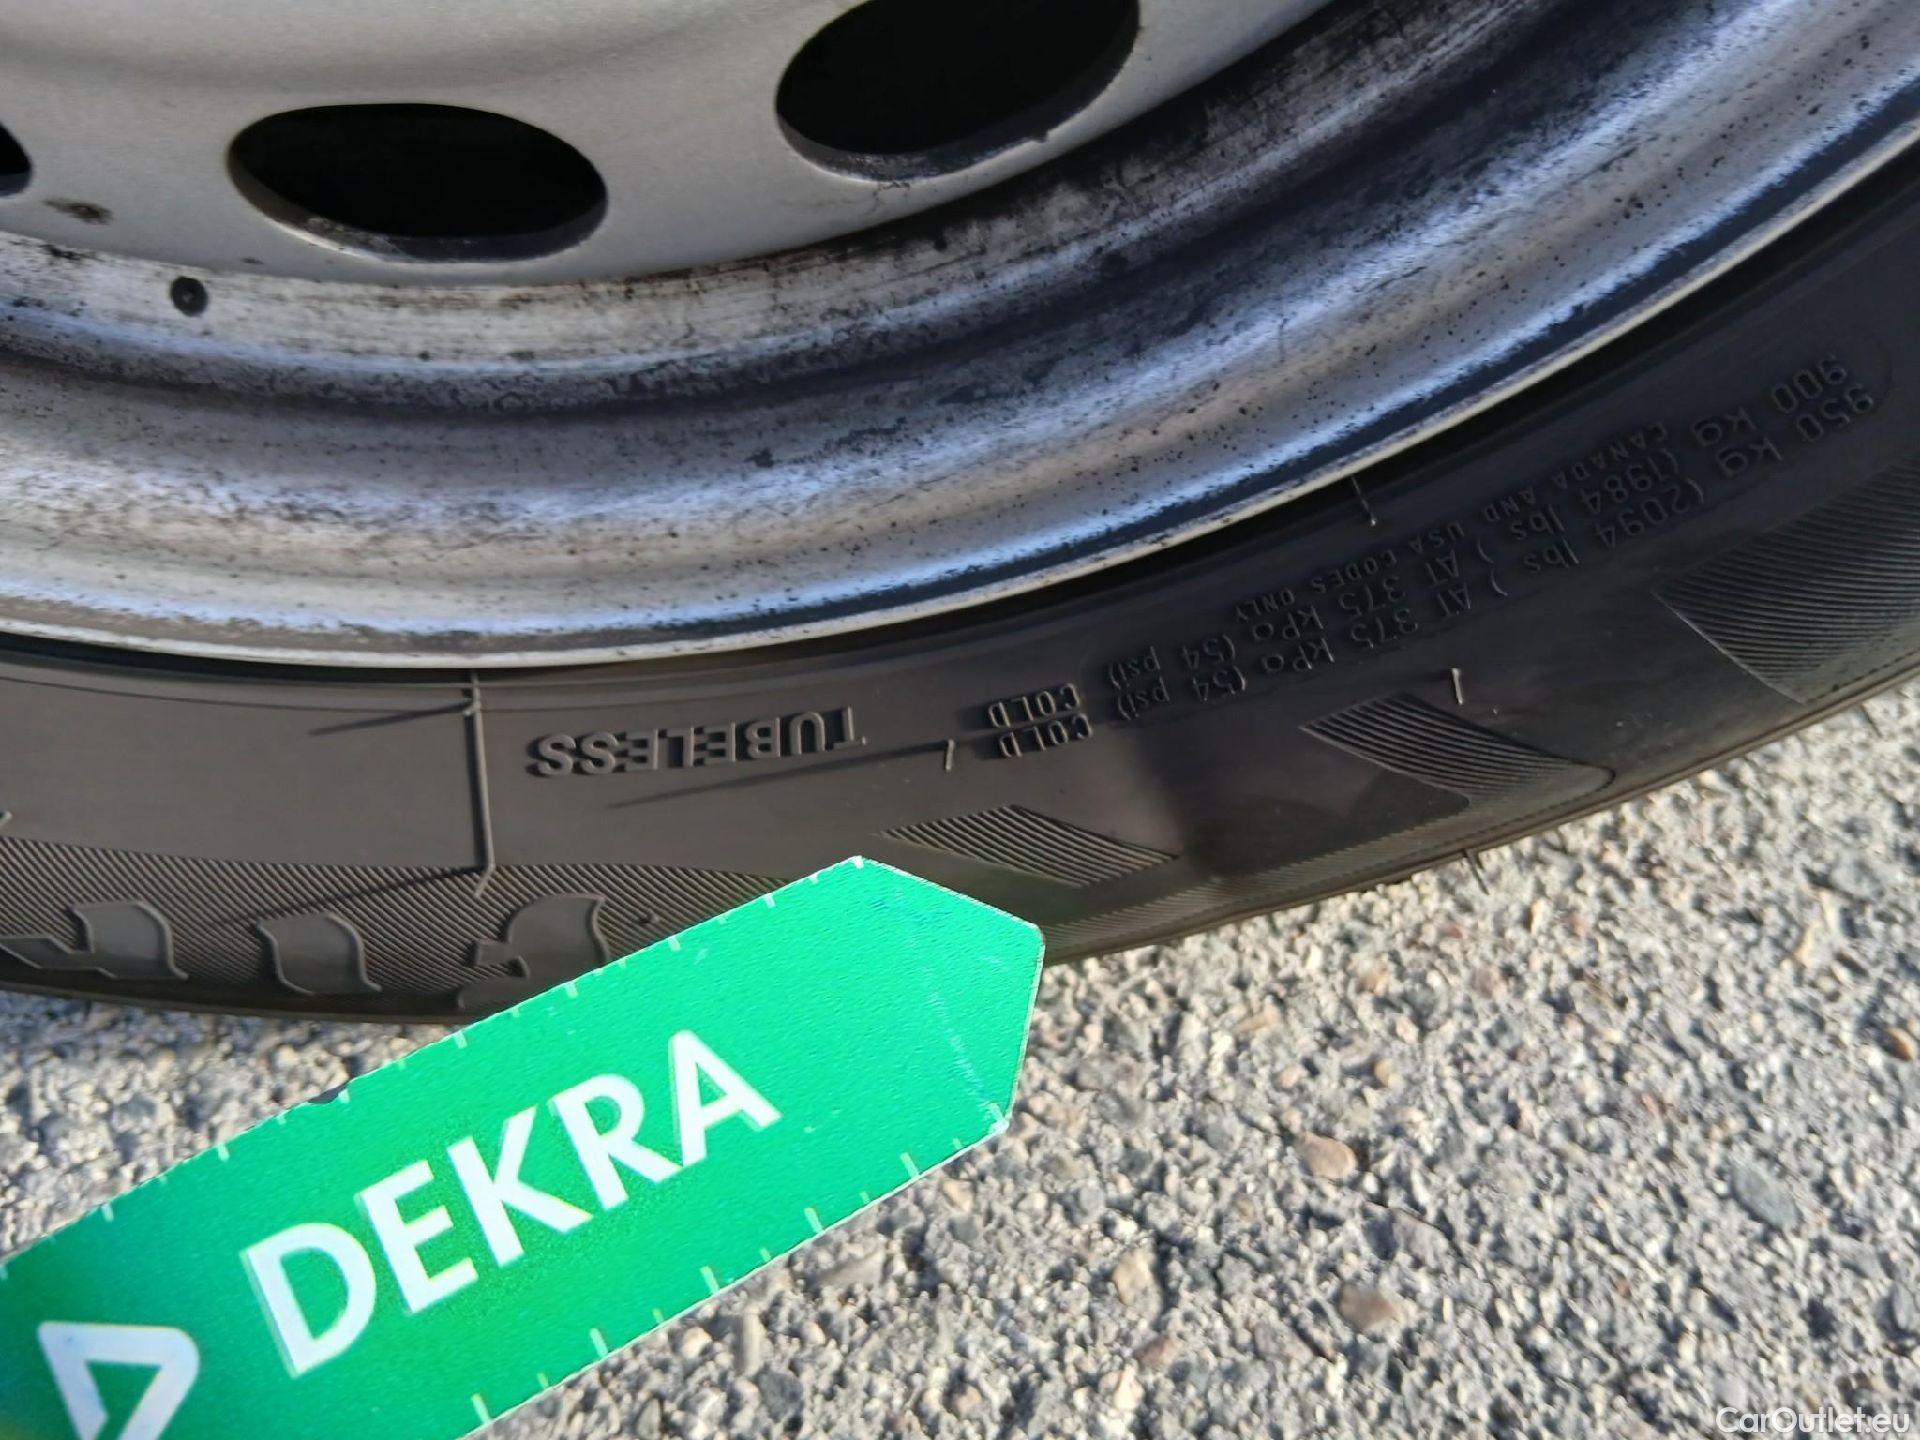 950 kg (2094 lbs ) AT 375 kPa (54 psi) COLD
900 kg (1984 lbs ) AT 375 kPa (54 psi) COLD
CANADA AND USA CODES ONLY
TUBELESS
DEKRA
CarOutlet.eu